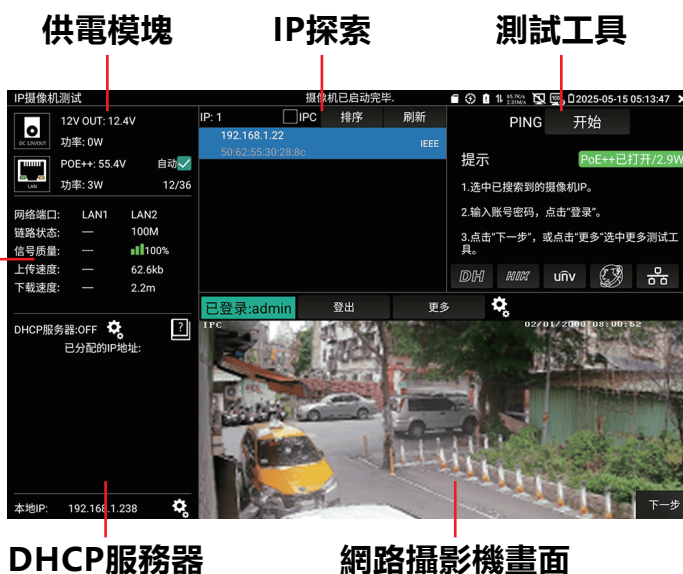 供電模塊
IP探索
測試工具
IP摄像机测试
摄像机已启动完毕.
65.7K/s
2.31M/s
2025-05-15 05:13:47
DC 12V/OUT
12V OUT: 12.4V
功率: 0W
LAN
POE++: 55.4V
自动
功率: 3W
12/36
网络端口: LAN1 LAN2
链路状态: ---- 100M
信号质量: ---- 100%
上传速度: ---- 62.6kb
下载速度: ---- 2.2m
DHCP服务器:OFF
?
已分配的IP地址:
本地IP: 192.168.1.238
IP: 1
IPC
排序
刷新
192.168.1.22
50:62:55:30:28:8c
IEEE
PING
开始
提示
PoE++已打开/2.9W
1.选中已搜索到的摄像机IP。
2.输入账号密码，点击“登录”。
3.点击“下一步”，或点击“更多”选中更多测试工
具。
DH
HIK
unv
已登录:admin
登出
更多
IPC
02/01/2000 08:00:52
下一步
DHCP服務器
網路攝影機畫面